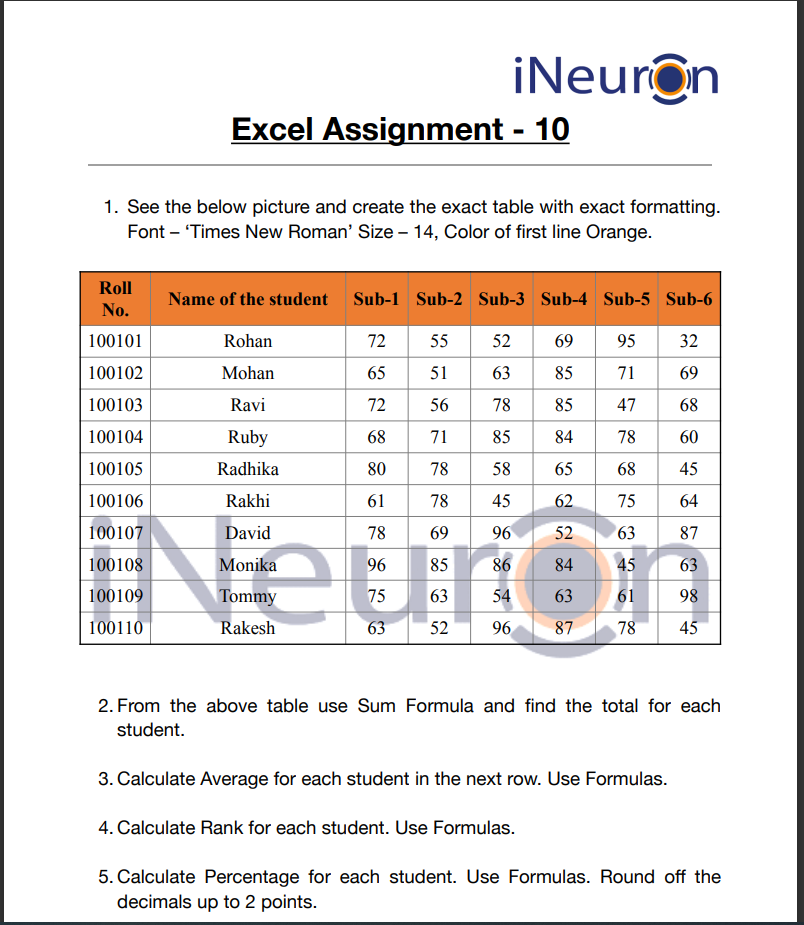 iNeuron
Excel Assignment - 10
1. See the below picture and create the exact table with exact formatting.
Font – ‘Times New Roman’ Size – 14, Color of first line Orange.
Roll No. Name of the student Sub-1 Sub-2 Sub-3 Sub-4 Sub-5 Sub-6
100101 Rohan 72 55 52 69 95 32
100102 Mohan 65 51 63 85 71 69
100103 Ravi 72 56 78 85 47 68
100104 Ruby 68 71 85 84 78 60
100105 Radhika 80 78 58 65 68 45
100106 Rakhi 61 78 45 62 75 64
100107 David 78 69 96 52 63 87
100108 Monika 96 85 86 84 45 63
100109 Tommy 75 63 54 63 61 98
100110 Rakesh 63 52 96 87 78 45
iNeuron
2. From the above table use Sum Formula and find the total for each
student.
3. Calculate Average for each student in the next row. Use Formulas.
4. Calculate Rank for each student. Use Formulas.
5. Calculate Percentage for each student. Use Formulas. Round off the
decimals up to 2 points.